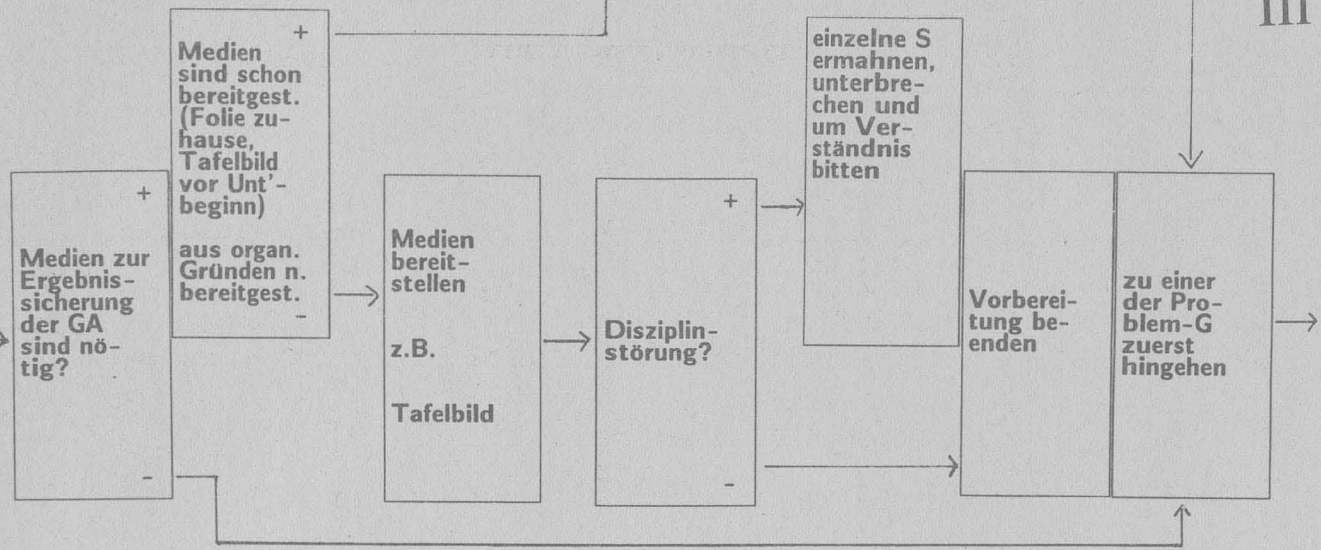 III
+
Medien
sind schon
bereitgest.
(Folie zu-
hause,
Tafelbild
vor Unt'-
beginn)
aus organ.
Gründen n.
bereitgest.
-
+
Medien zur
Ergebnis-
sicherung
der GA
sind nö-
tig?
-
Medien
bereit-
stellen
z.B.
Tafelbild
+
Disziplin-
störung?
-
einzelne S
ermahnen,
unterbre-
chen und
um Ver-
ständnis
bitten
Vorberei-
tung be-
enden
zu einer
der Pro-
blem-G
zuerst
hingehen